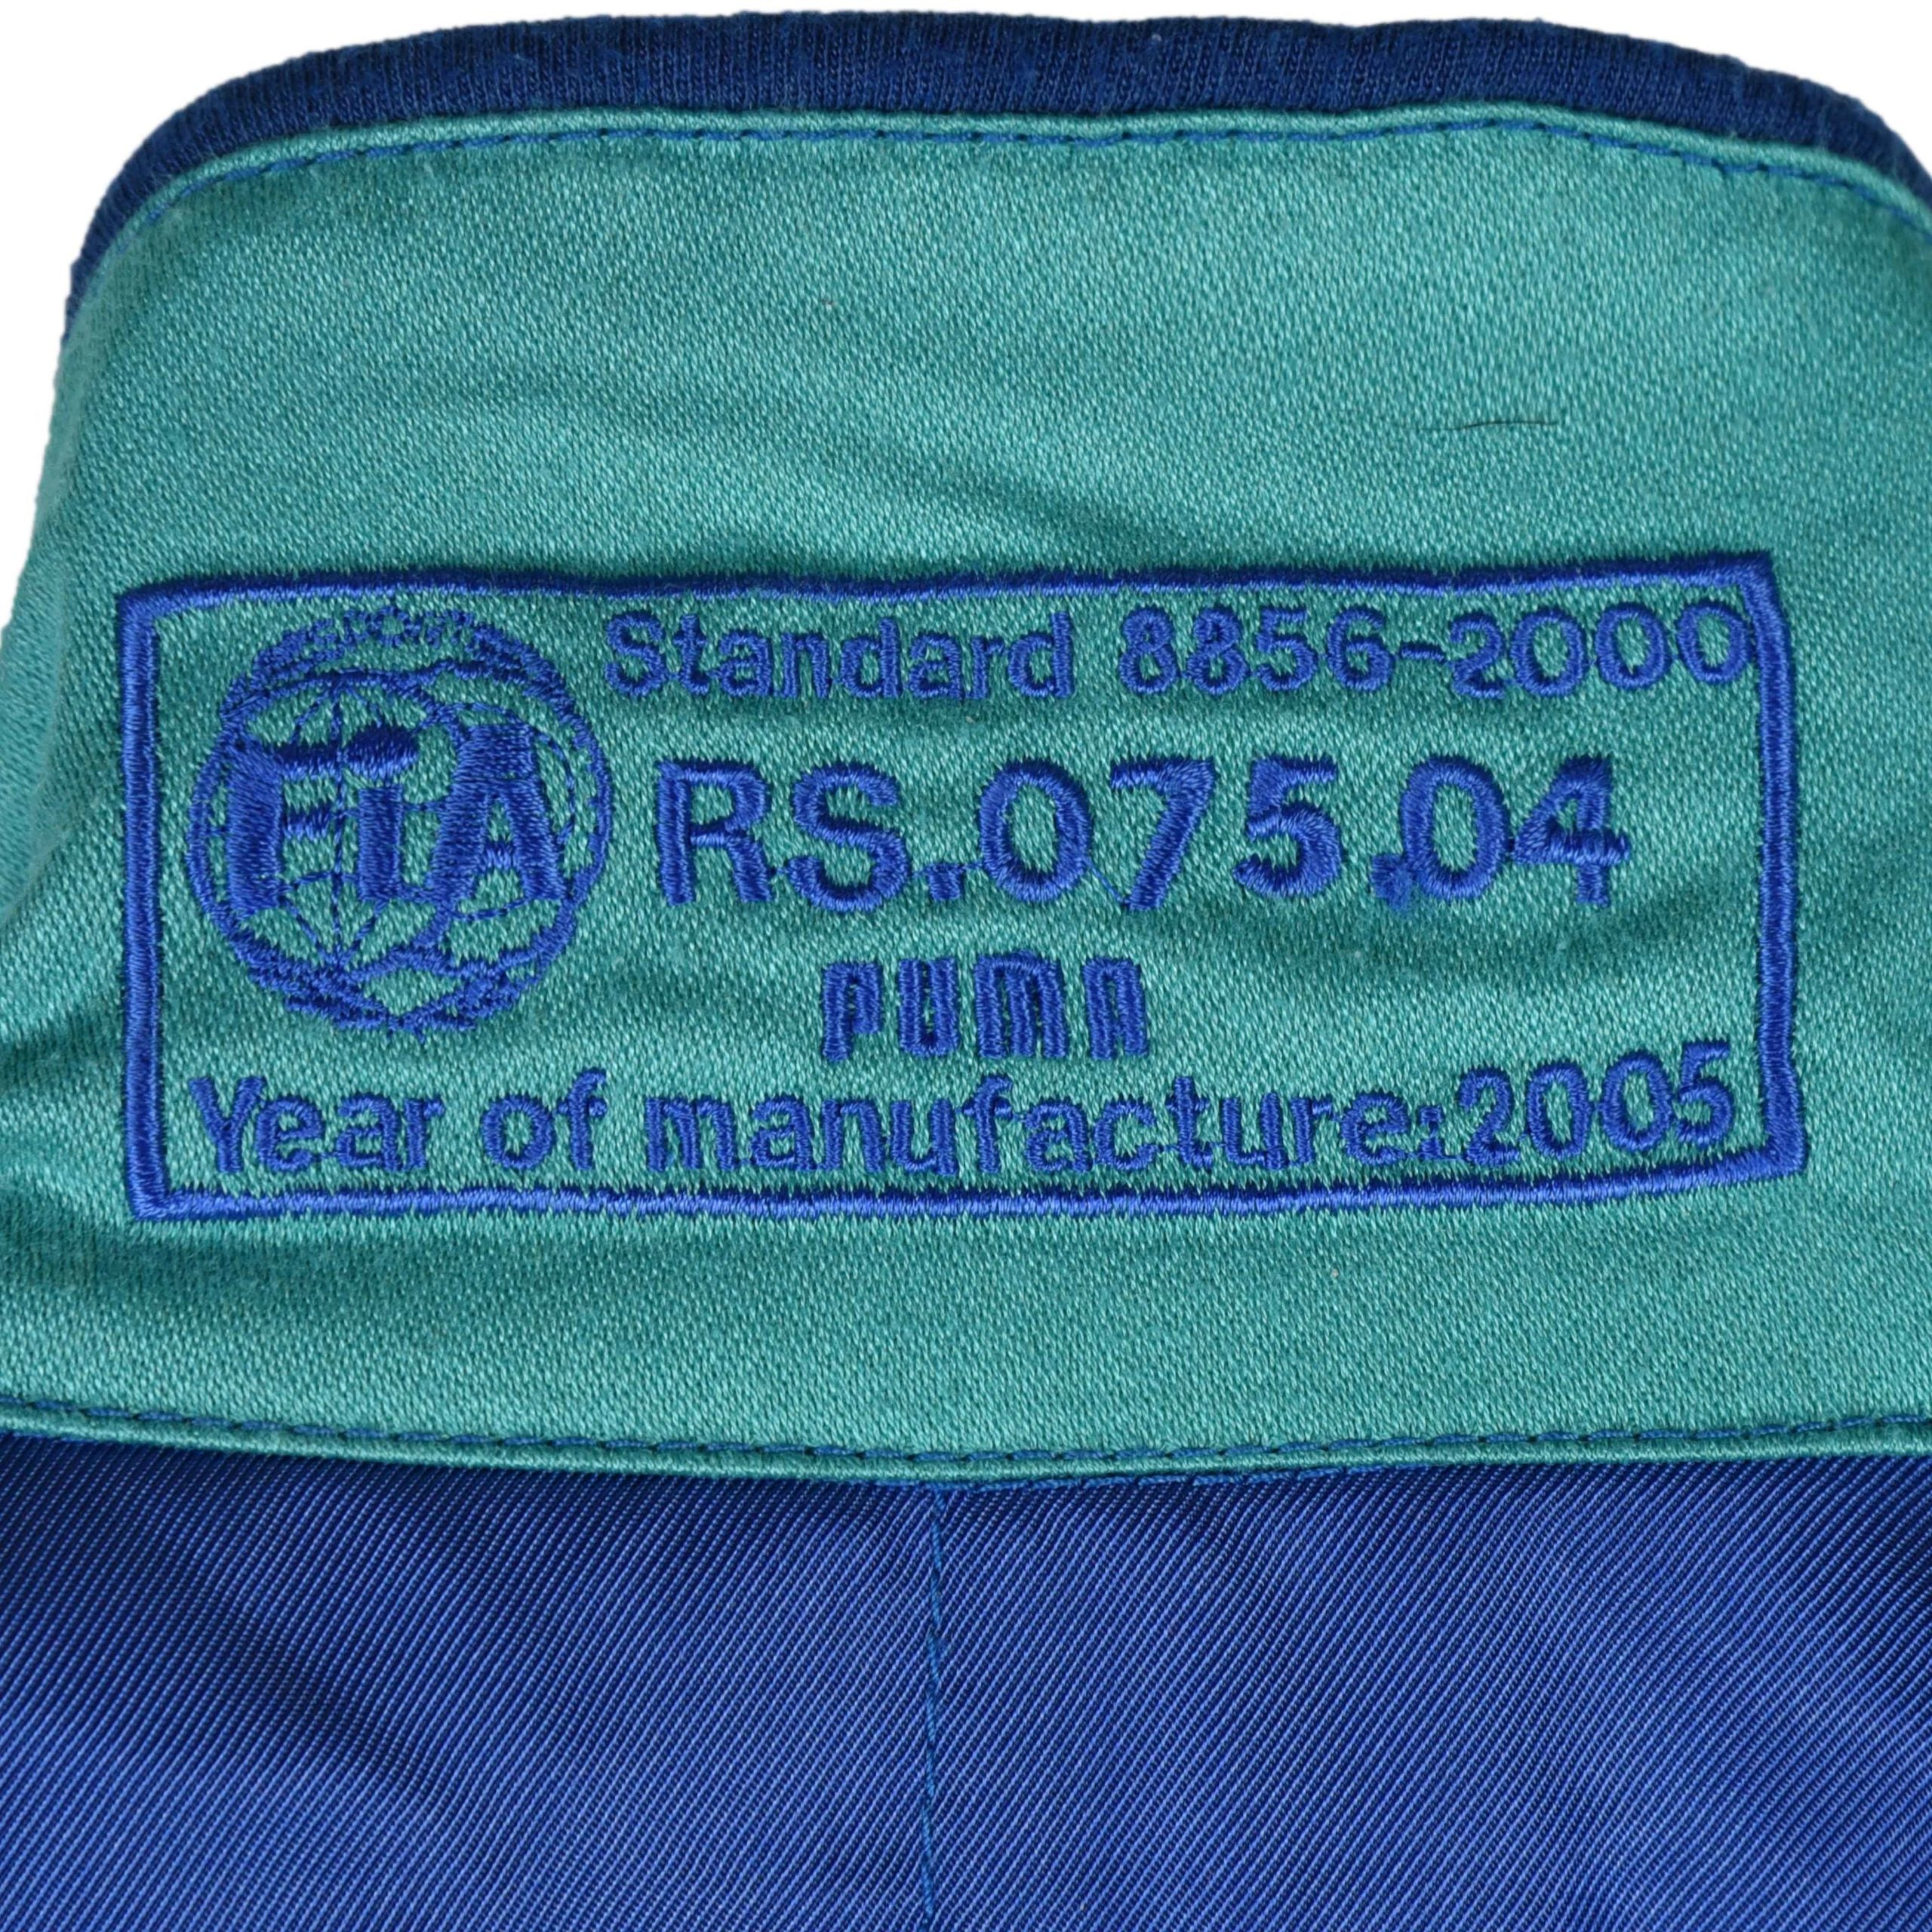 Standard 8856-2000
FiA
RS.075.04
PUMA
Year of manufacture:2005